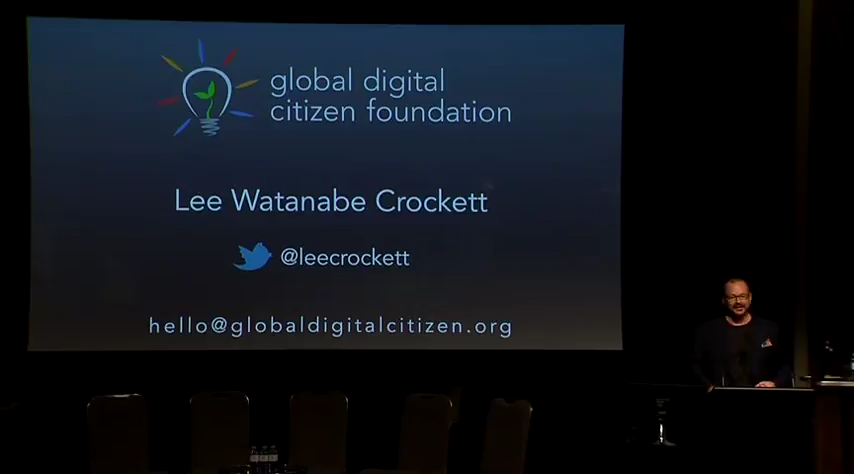 global digital
citizen foundation
Lee Watanabe Crockett
@leecrockett
hello@globaldigitalcitizen.org